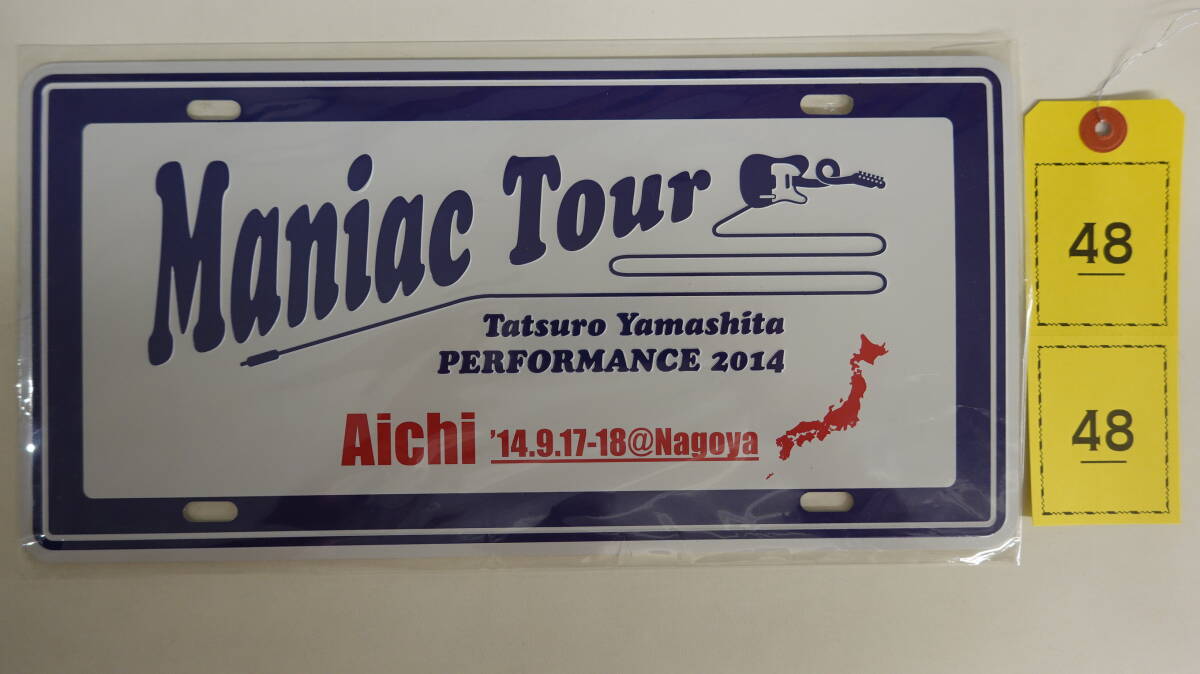 Maniac Tour
Tatsuro Yamashita
PERFORMANCE 2014
Aichi '14.9.17-18@Nagoya
48
48